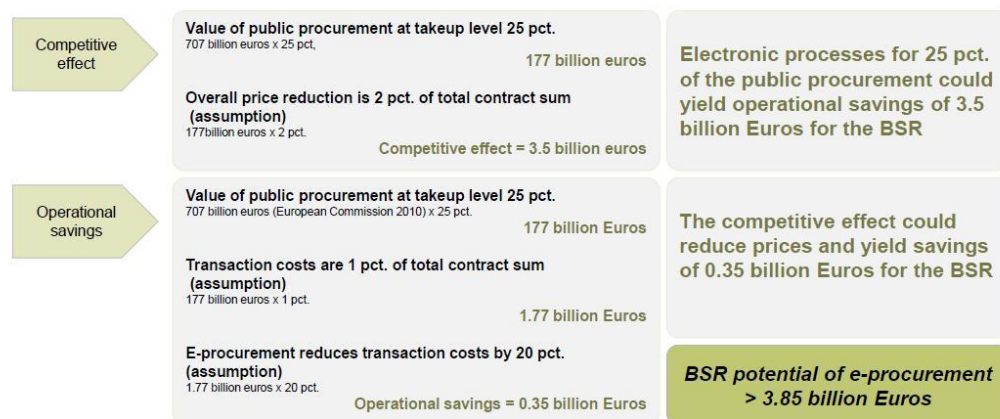 Competitive
effect
Value of public procurement at takeup level 25 pct.
707 billion euros x 25 pct,
177 billion euros
Overall price reduction is 2 pct. of total contract sum
(assumption)
177billion euros x 2 pct.
Competitive effect = 3.5 billion euros
Electronic processes for 25 pct.
of the public procurement could
yield operational savings of 3.5
billion Euros for the BSR
Operational
savings
Value of public procurement at takeup level 25 pct.
707 billion euros (European Commission 2010) x 25 pct.
177 billion Euros
Transaction costs are 1 pct. of total contract sum
(assumption)
177 billion euros x 1 pct.
1.77 billion Euros
E-procurement reduces transaction costs by 20 pct.
(assumption)
1.77 billion euros x 20 pct.
Operational savings = 0.35 billion Euros
The competitive effect could
reduce prices and yield savings
of 0.35 billion Euros for the BSR
BSR potential of e-procurement
> 3.85 billion Euros